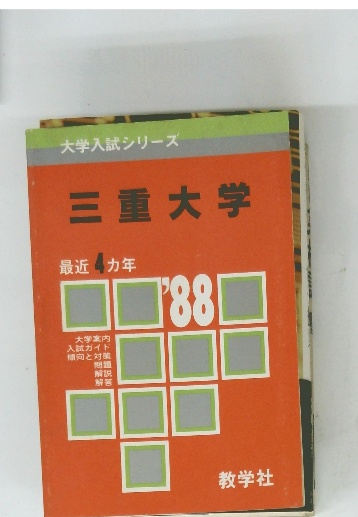 大学入試シリーズ
三重大学
最近4カ年
'88
大学案内
入試ガイド
傾向と対策
問題
解説
解答
教学社